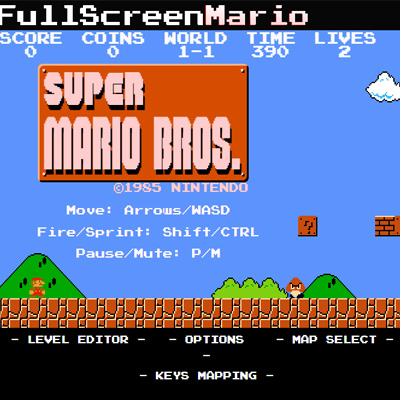 FullScreenMario
SCORE COINS WORLD TIME LIVES
0 0 1-1 390 2
SUPER
MARIO BROS.
©1985 NINTENDO
Move: Arrows/WASD
Fire/Sprint: Shift/CTRL
Pause/Mute: P/M
?
- LEVEL EDITOR - - OPTIONS - - MAP SELECT -
- KEYS MAPPING -